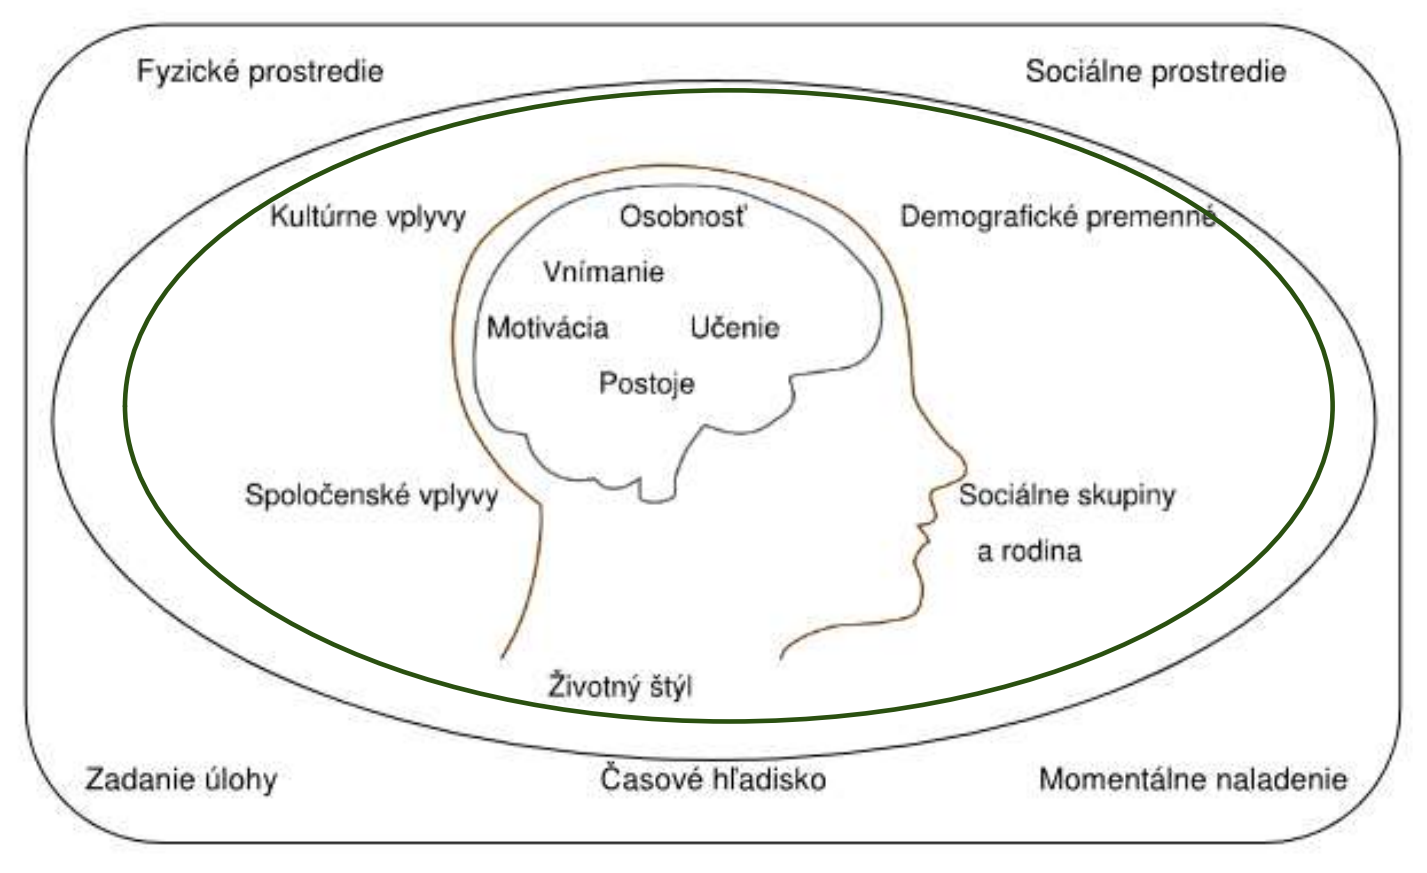 Fyzické prostredie
Sociálne prostredie
Kultúrne vplyvy
Osobnosť
Demografické premenné
Vnímanie
Motivácia
Učenie
Postoje
Spoločenské vplyvy
Sociálne skupiny
a rodina
Životný štýl
Zadanie úlohy
Časové hľadisko
Momentálne naladenie